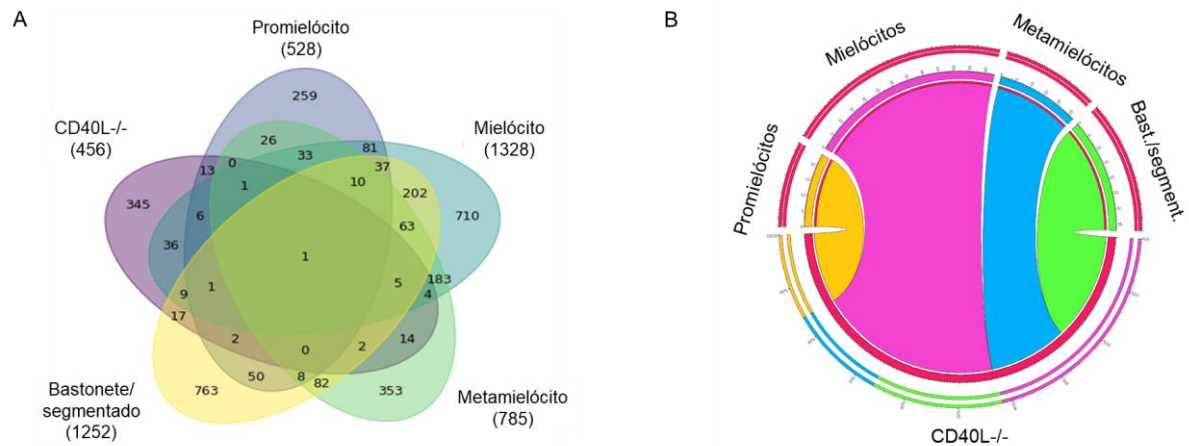 A
B
Promielócito
(528)
CD40L-/-
(456)
Mielócito
(1328)
259
26
81
13
0
33
37
1
10
202
345
6
63
710
36
1
183
9
1
5
4
17
2
14
0
2
50
8
82
763
353
Bastonete/
segmentado
(1252)
Metamielócito
(785)
Mielócitos
Metamielócitos
Promielócitos
Bast./segment.
CD40L-/-